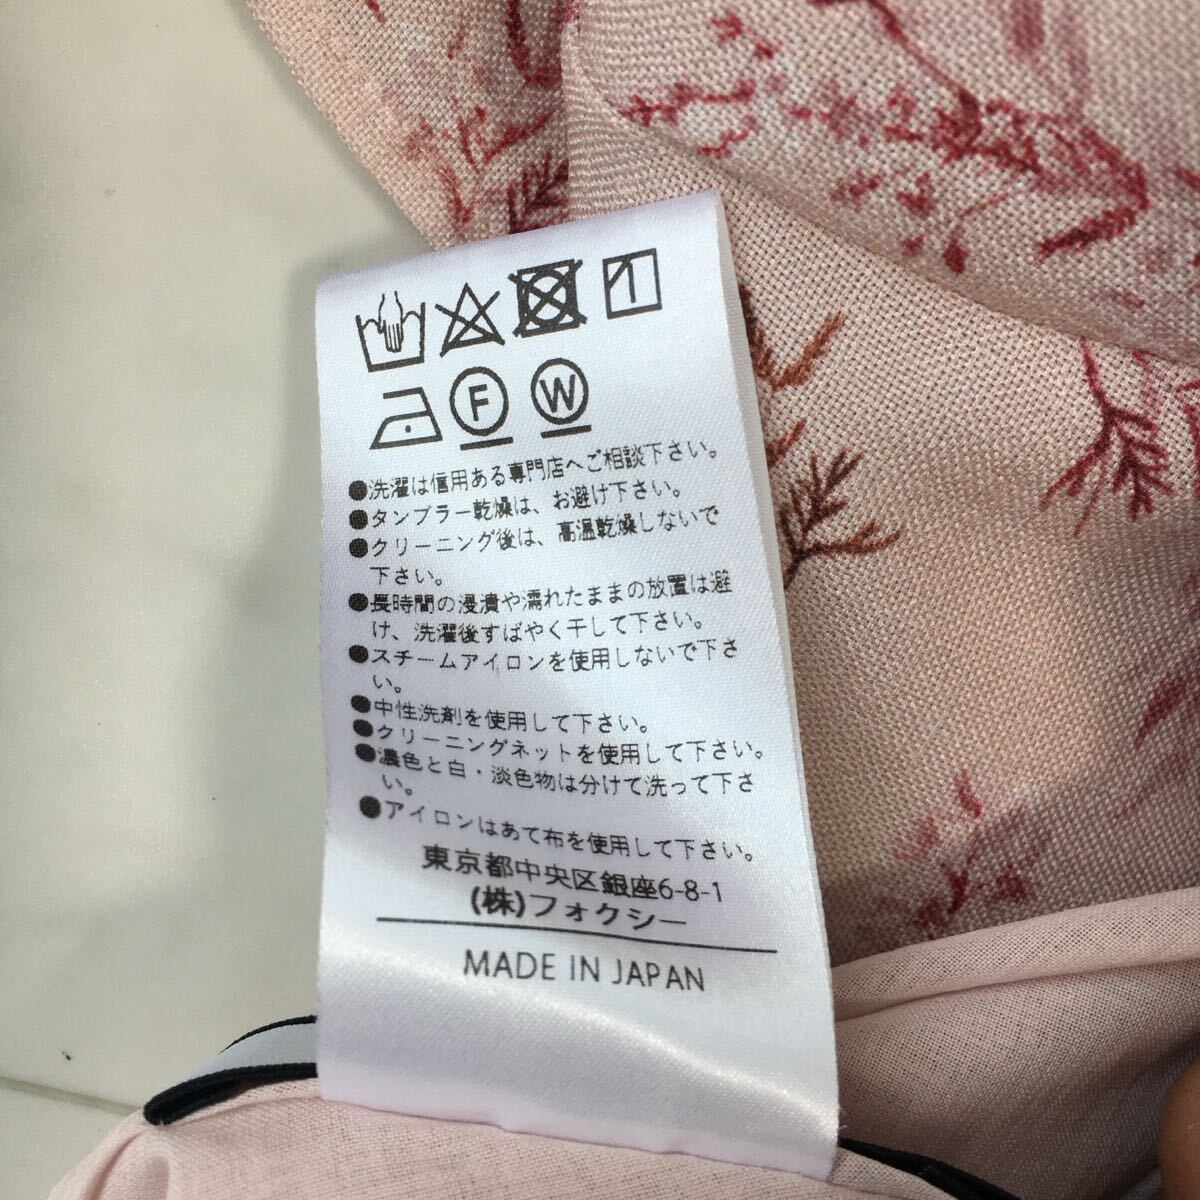 F W
●洗濯は信用ある専門店へご相談下さい。
●タンブラー乾燥は、お避け下さい。
●クリーニング後は、高温乾燥しないで
下さい。
●長時間の浸漬や濡れたままの放置は避
け、洗濯後すばやく干して下さい。
●スチームアイロンを使用しないで下さ
い。
●中性洗剤を使用して下さい。
●クリーニングネットを使用して下さい。
●濃色と白・淡色物は分けて洗って下さ
い。
●アイロンはあて布を使用して下さい。
東京都中央区銀座6-8-1
(株)フォクシー
MADE IN JAPAN